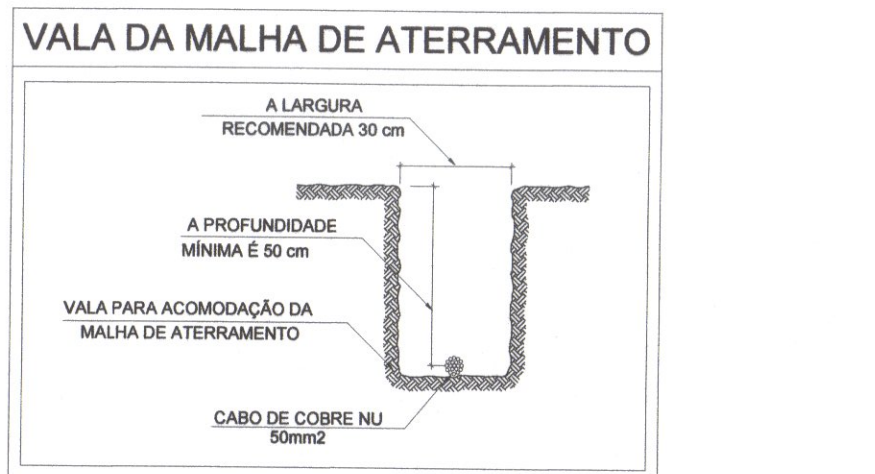 VALA DA MALHA DE ATERRAMENTO
A LARGURA
RECOMENDADA 30 cm
A PROFUNDIDADE
MÍNIMA É 50 cm
VALA PARA ACOMODAÇÃO DA
MALHA DE ATERRAMENTO
CABO DE COBRE NU
50mm2